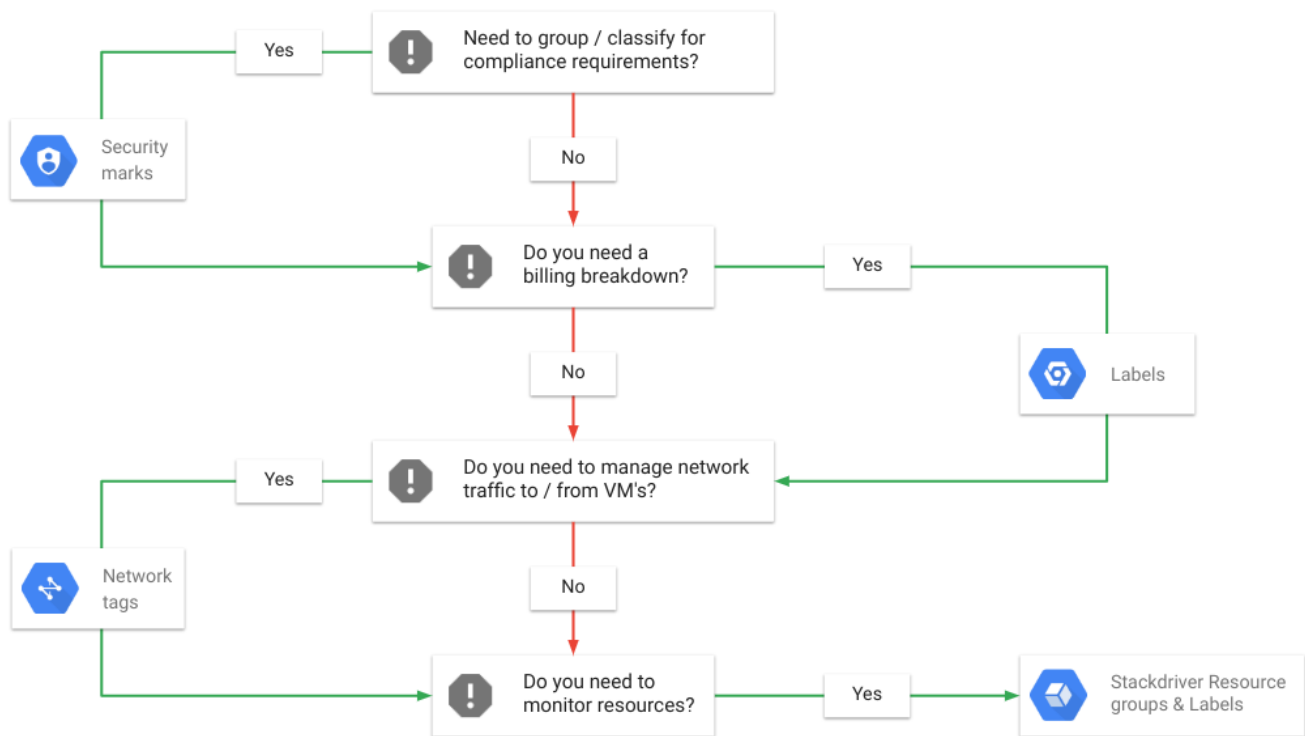 Yes
Need to group / classify for
compliance requirements?
Security
marks
No
Do you need a
billing breakdown?
Yes
No
Labels
Yes
Do you need to manage network
traffic to / from VM's?
Network
tags
No
Do you need to
monitor resources?
Yes
Stackdriver Resource
groups & Labels